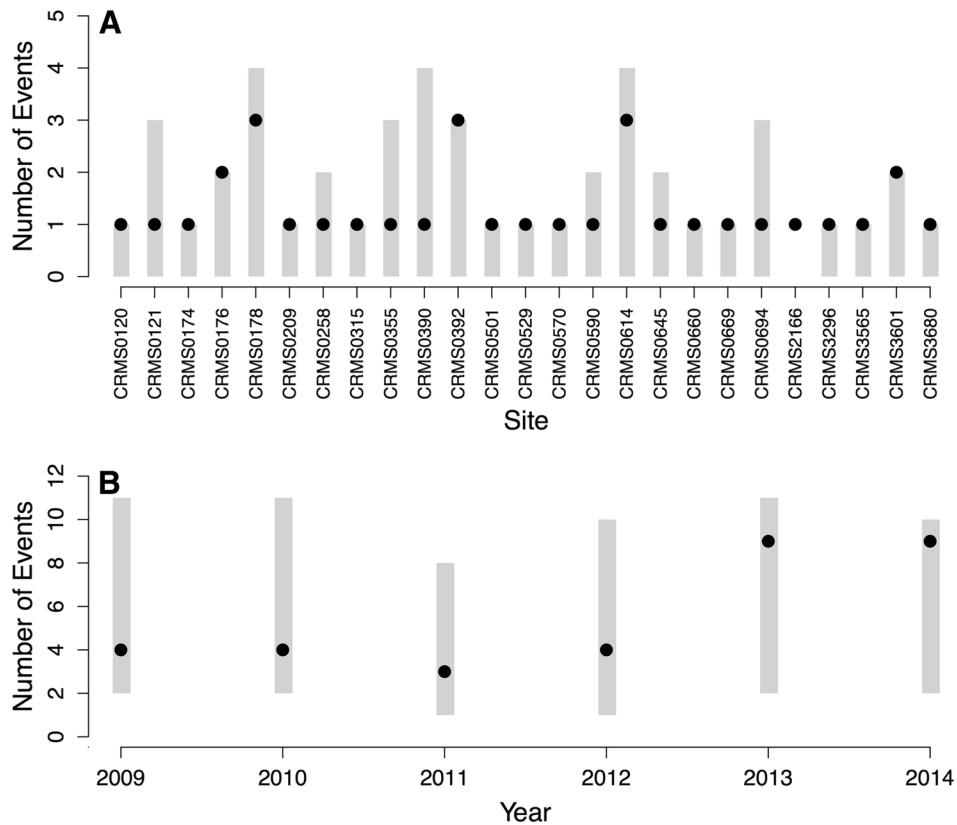 A
Number of Events
5
4
3
2
1
0
CRMS0120
CRMS0121
CRMS0174
CRMS0176
CRMS0178
CRMS0209
CRMS0258
CRMS0315
CRMS0355
CRMS0390
CRMS0392
CRMS0501
CRMS0529
CRMS0570
CRMS0590
CRMS0614
CRMS0645
CRMS0660
CRMS0669
CRMS0694
CRMS2166
CRMS3296
CRMS3565
CRMS3601
CRMS3680
Site
B
Number of Events
12
10
8
6
4
2
0
2009 2010 2011 2012 2013 2014
Year